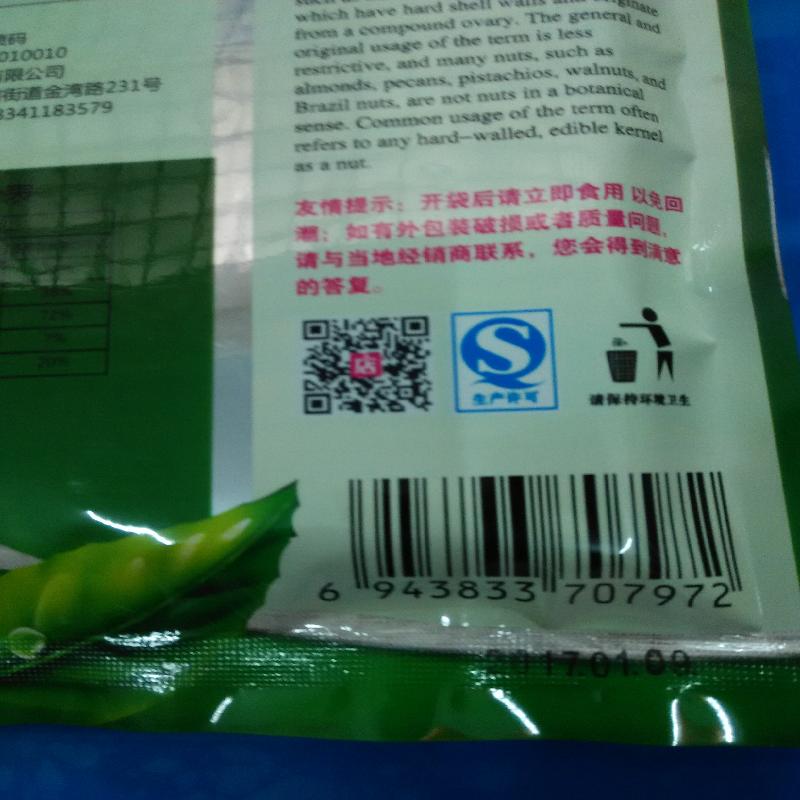 码
010010
有限公司
街道金湾路231号
8341183579
which have hard shell walls and originate
from a compound ovary. The general and
original usage of the term is less
restrictive, and many nuts, such as
almonds, pecans, pistachios, walnuts, and
Brazil nuts, are not nuts in a botanical
sense. Common usage of the term often
refers to any hard-walled, edible kernel
as a nut.
友情提示：开袋后请立即食用 以免回
潮；如有外包装破损或者质量问题，
请与当地经销商联系，您会得到满意
的答复。
店
生产许可
请保持环境卫生
72%
20%
6 943833 707972